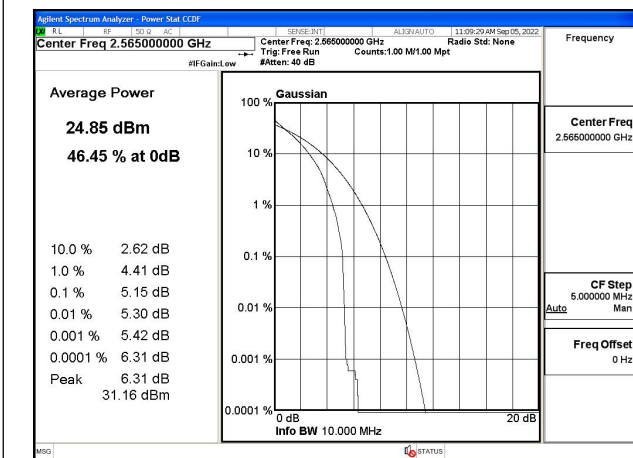 Agilent Spectrum Analyzer - Power Stat CCDF
LXI RL RF 50 Ω AC SENSE:INT ALIGN AUTO 11:09:29 AM Sep 05, 2022
Center Freq 2.565000000 GHz
#IFGain:Low
Center Freq: 2.565000000 GHz Radio Std: None
Trig: Free Run Counts:1.00 M/1.00 Mpt
#Atten: 40 dB
Average Power
24.85 dBm
46.45 % at 0dB
10.0 % 2.62 dB
1.0 % 4.41 dB
0.1 % 5.15 dB
0.01 % 5.30 dB
0.001 % 5.42 dB
0.0001 % 6.31 dB
Peak 6.31 dB
31.16 dBm
Gaussian
100 %
10 %
1 %
0.1 %
0.01 %
0.001 %
0.0001 %
0 dB 20 dB
Info BW 10.000 MHz
Frequency
Center Freq
2.565000000 GHz
CF Step
5.000000 MHz
Auto Man
Freq Offset
0 Hz
MSG STATUS